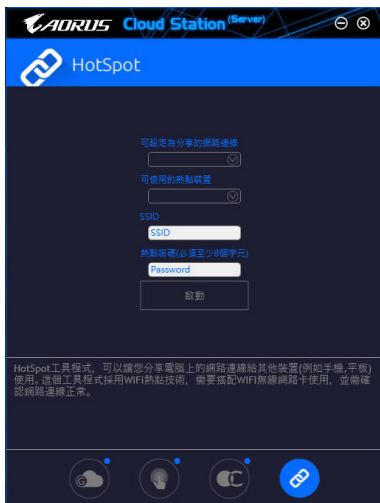 AORUS Cloud Station (Server)
HotSpot
可設定為分享的網路連線
可使用的熱點裝置
SSID
SSID
熱點密碼(必須至少8個字元)
Password
啟動
HotSpot工具程式，可以讓您分享電腦上的網路連線給其他裝置(例如手機,平板)
使用。這個工具程式採用WiFi熱點技術，需要搭配WIFI無線網路卡使用，並需確
認網路連線正常。
G